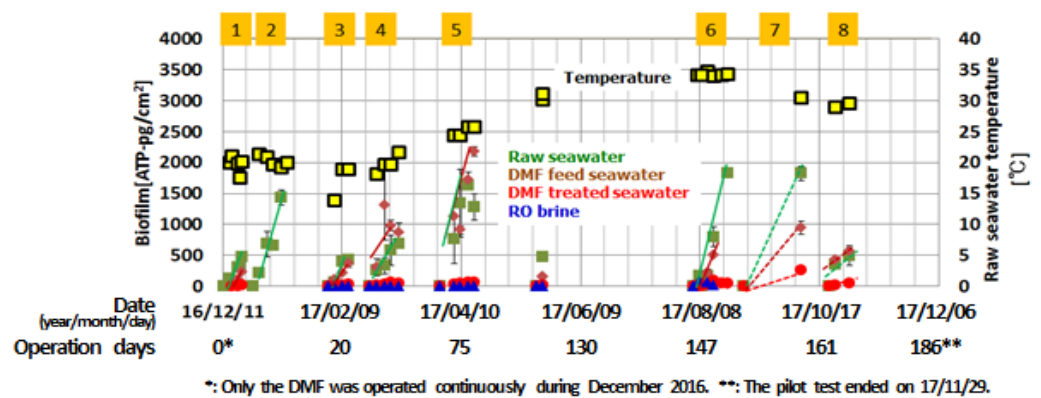 1 2 3 4 5 6 7 8
4000 40
3500 35
3000 30
2500 25
2000 20
1500 15
1000 10
500 5
0 0
Biofilm[ATP-pg/cm²]
Raw seawater temperature
[℃]
Temperature
Raw seawater
DMF feed seawater
DMF treated seawater
RO brine
Date 16/12/11 17/02/09 17/04/10 17/06/09 17/08/08 17/10/17 17/12/06
(year/month/day)
Operation days 0* 20 75 130 147 161 186**
*: Only the DMF was operated continuously during December 2016. **: The pilot test ended on 17/11/29.